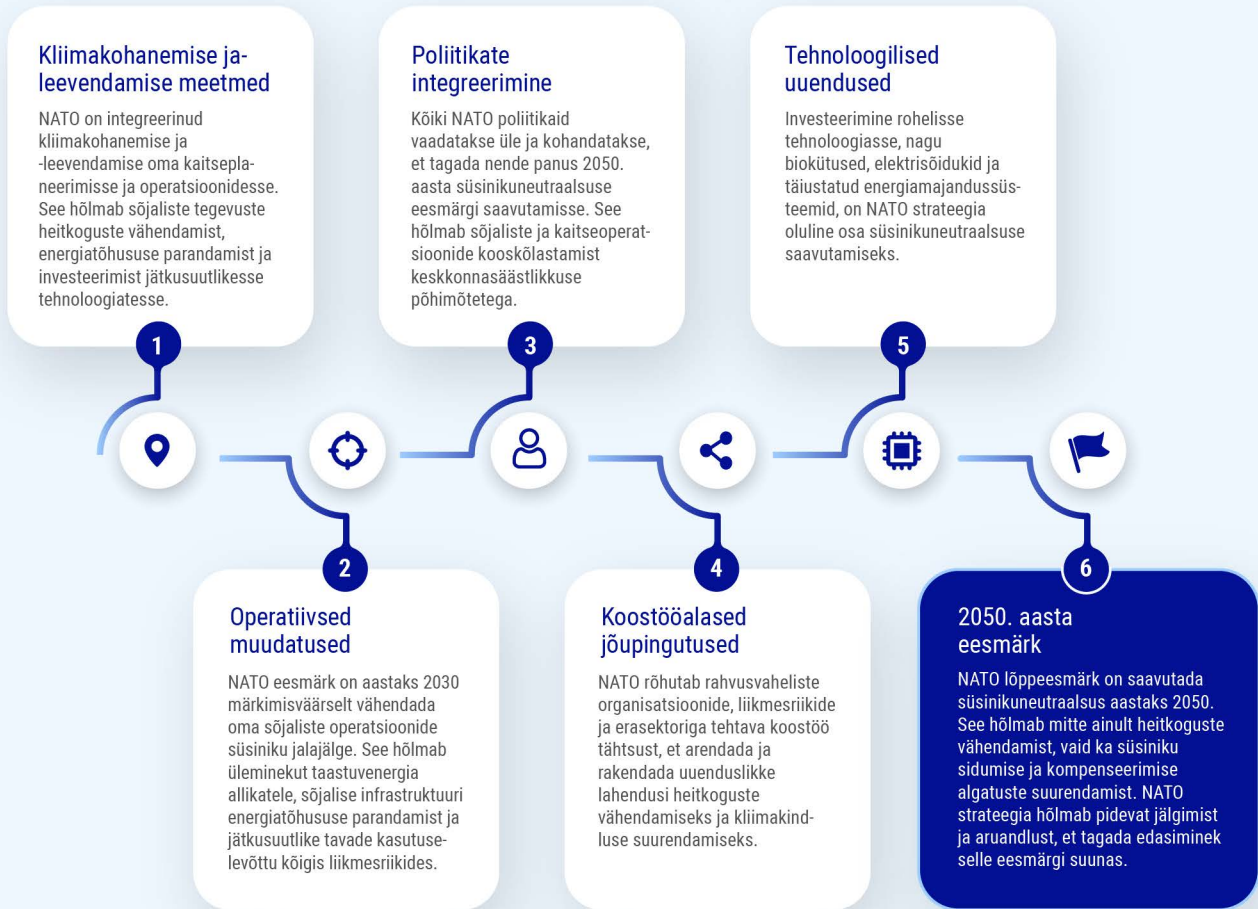 Kliimakohanemise ja-
leevendamise meetmed
NATO on integreerinud
kliimakohanemise ja
-leevendamise oma kaitsepla-
neerimisse ja operatsioonidesse.
See hõlmab sõjaliste tegevuste
heitkoguste vähendamist,
energiatõhususe parandamist ja
investeerimist jätkusuutlikesse
tehnoloogiatesse.
1
Operatiivsed
muudatused
NATO eesmärk on aastaks 2030
märkimisväärselt vähendada
oma sõjaliste operatsioonide
süsiniku jalajälge. See hõlmab
üleminekut taastuvenergia
allikatele, sõjalise infrastruktuuri
energiatõhususe parandamist ja
jätkusuutlike tavade kasutuse-
levõttu kõigis liikmesriikides.
2
Poliitikate
integreerimine
Kõiki NATO poliitikaid
vaadatakse üle ja kohandatakse,
et tagada nende panus 2050.
aasta süsinikuneutraalsuse
eesmärgi saavutamisse. See
hõlmab sõjaliste ja kaitseoperat-
sioonide kooskõlastamist
keskkonnasäästlikkuse
põhimõtetega.
3
Koostööalased
jõupingutused
NATO rõhutab rahvusvaheliste
organisatsioonide, liikmesriikide
ja erasektoriga tehtava koostöö
tähtsust, et arendada ja
rakendada uuenduslikke
lahendusi heitkoguste
vähendamiseks ja kliimakind-
luse suurendamiseks.
4
Tehnoloogilised
uuendused
Investeerimine rohelisse
tehnoloogiasse, nagu
biokütused, elektrisõidukid ja
täiustatud energiamajandussüs-
teemid, on NATO strateegia
oluline osa süsinikuneutraalsuse
saavutamiseks.
5
2050. aasta
eesmärk
NATO lõppeesmärk on saavutada
süsinikuneutraalsus aastaks 2050.
See hõlmab mitte ainult heitkoguste
vähendamist, vaid ka süsiniku
sidumise ja kompenseerimise
algatuste suurendamist. NATO
strateegia hõlmab pidevat jälgimist
ja aruandlust, et tagada edasiminek
selle eesmärgi suunas.
6